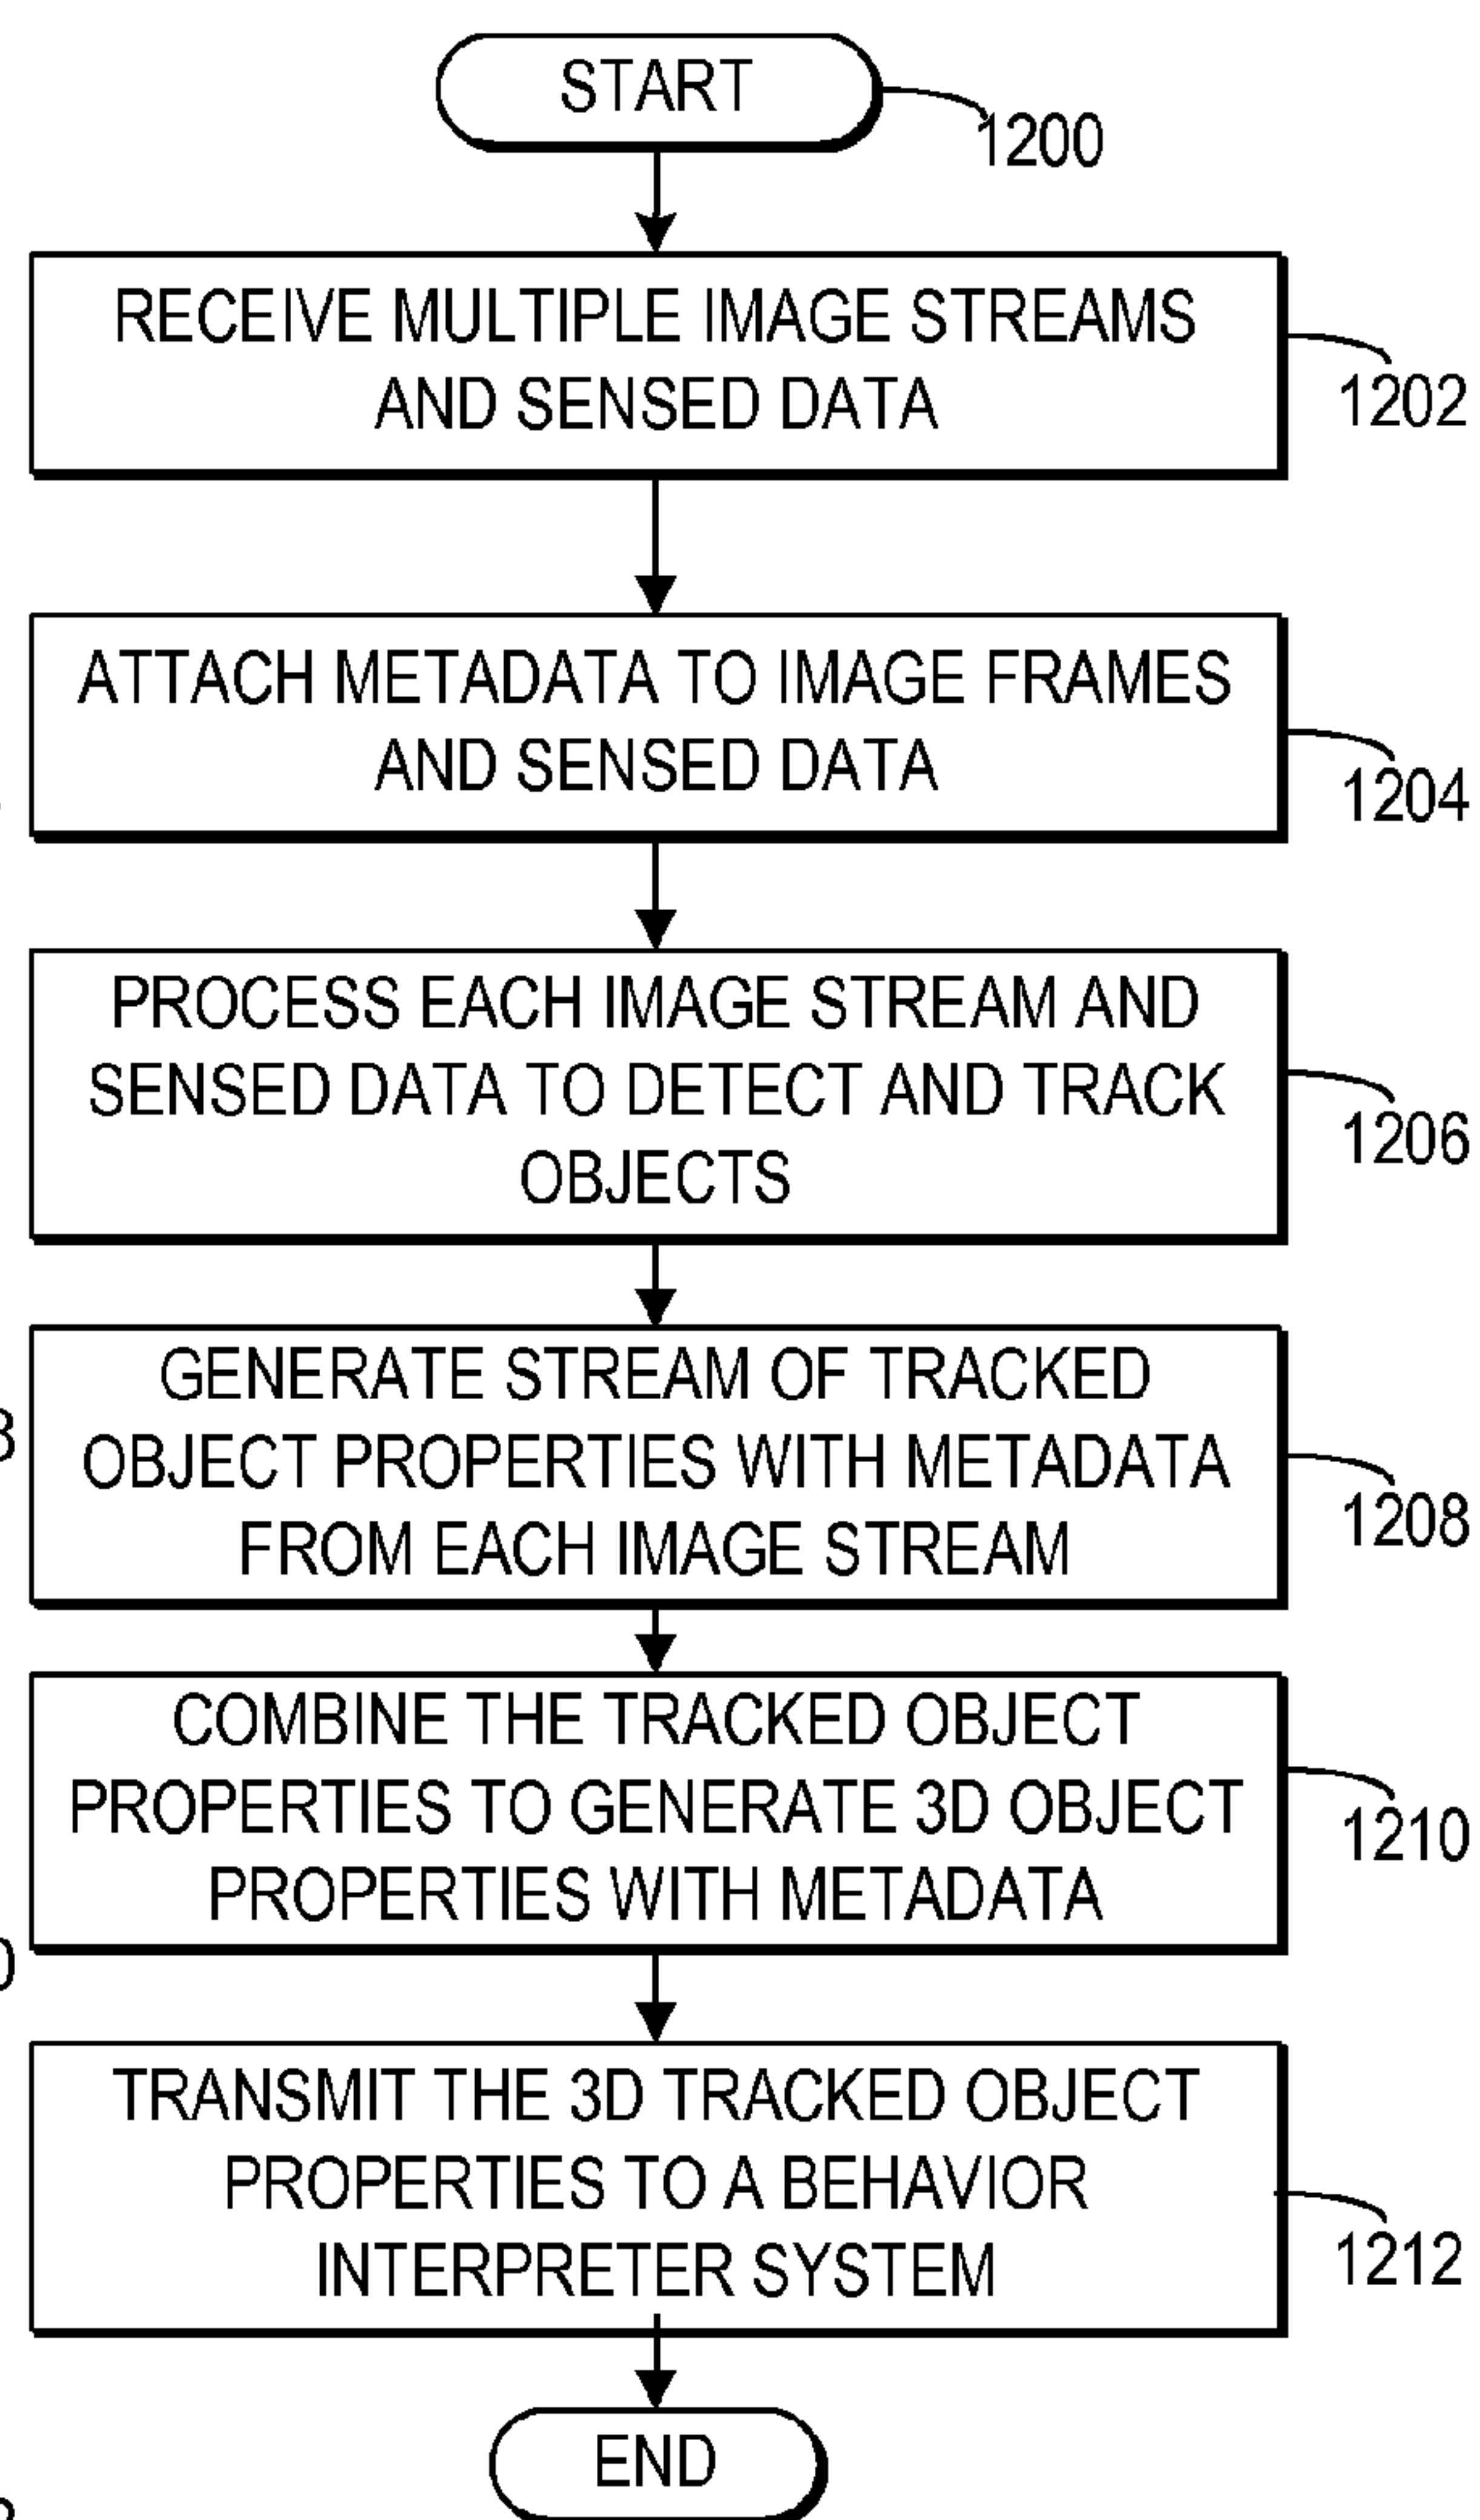 START
1200
RECEIVE MULTIPLE IMAGE STREAMS
AND SENSED DATA
1202
ATTACH METADATA TO IMAGE FRAMES
AND SENSED DATA
1204
PROCESS EACH IMAGE STREAM AND
SENSED DATA TO DETECT AND TRACK
OBJECTS
1206
GENERATE STREAM OF TRACKED
OBJECT PROPERTIES WITH METADATA
FROM EACH IMAGE STREAM
1208
COMBINE THE TRACKED OBJECT
PROPERTIES TO GENERATE 3D OBJECT
PROPERTIES WITH METADATA
1210
TRANSMIT THE 3D TRACKED OBJECT
PROPERTIES TO A BEHAVIOR
INTERPRETER SYSTEM
1212
END